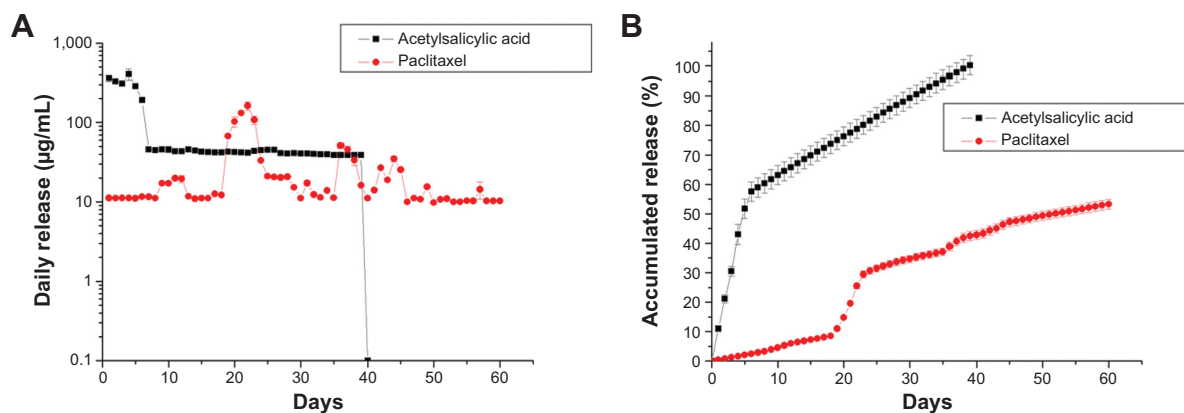 A
Acetylsalicylic acid
Paclitaxel
Daily release (µg/mL)
1,000
100
10
1
0.1
0 10 20 30 40 50 60
Days
B
Acetylsalicylic acid
Paclitaxel
Accumulated release (%)
100
90
80
70
60
50
40
30
20
10
0
0 10 20 30 40 50 60
Days